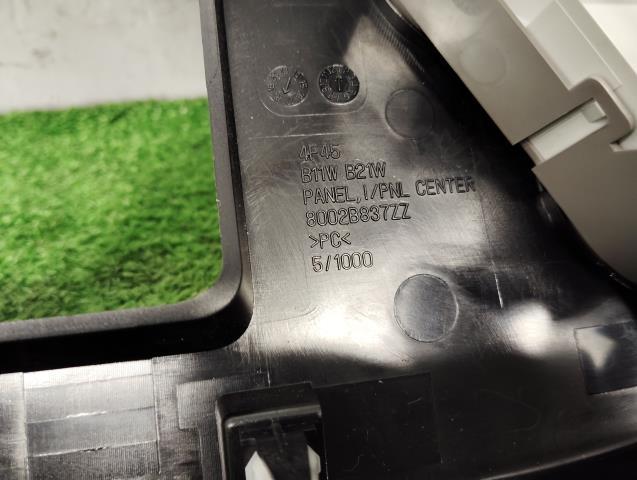 4F45
B11W B21W
PANEL,I/PNL CENTER
8002B837ZZ
>PC<
5/1000